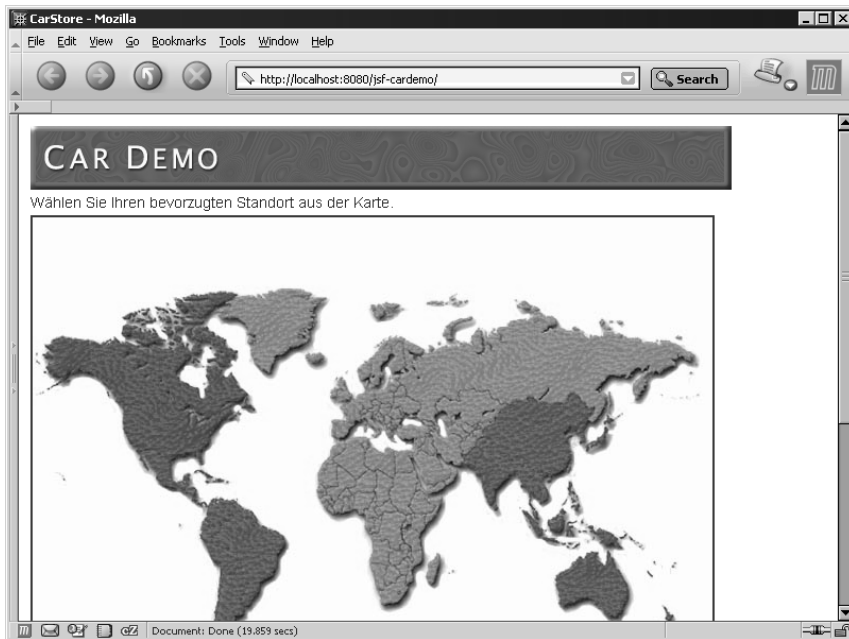 CarStore - Mozilla
File Edit View Go Bookmarks Tools Window Help
http://localhost:8080/jsf-cardemo/ Search
CAR DEMO
Wählen Sie Ihren bevorzugten Standort aus der Karte.
Document: Done (19.859 secs)